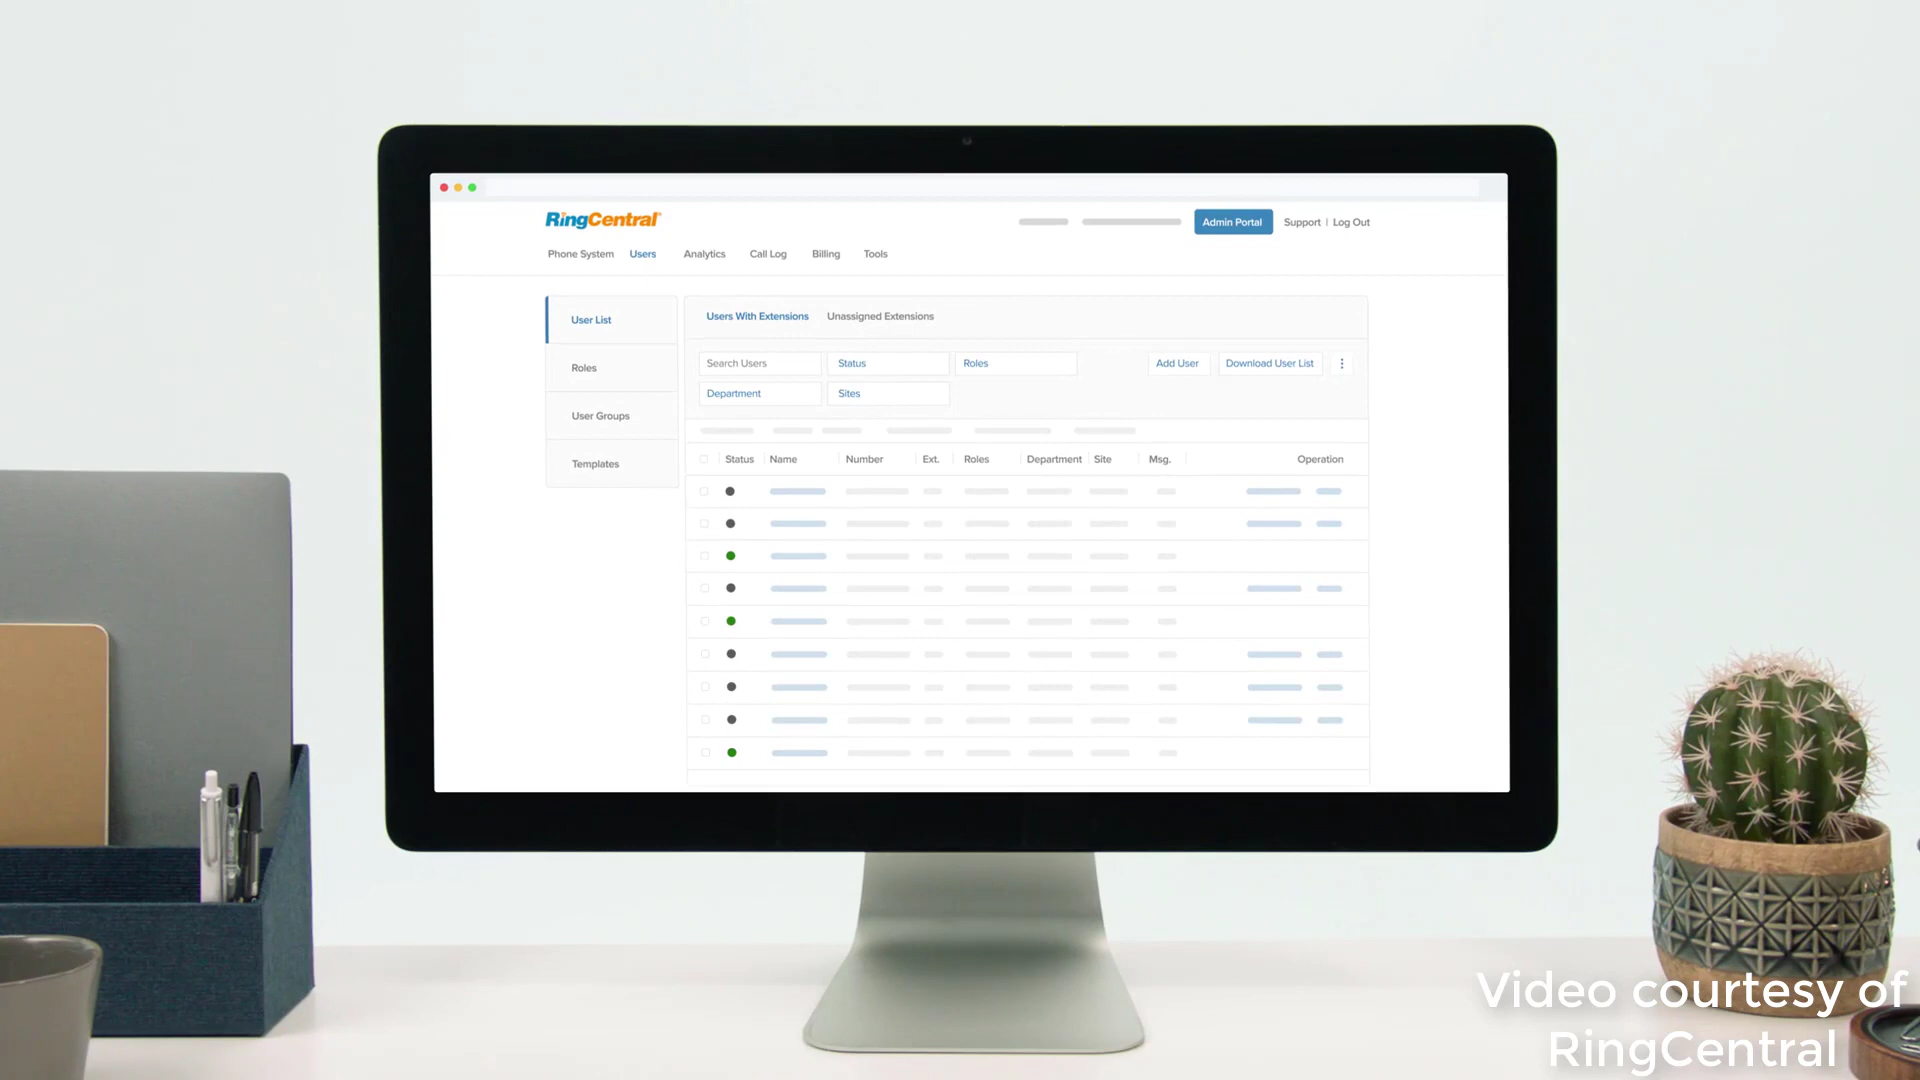 RingCentral
Admin Portal Support | Log Out
Phone System Users Analytics Call Log Billing Tools
User List
Roles
User Groups
Templates
Users With Extensions Unassigned Extensions
Search Users Status Roles Add User Download User List
Department Sites
Status Name Number Ext. Roles Department Site Msg. Operation
Video courtesy of
RingCentral